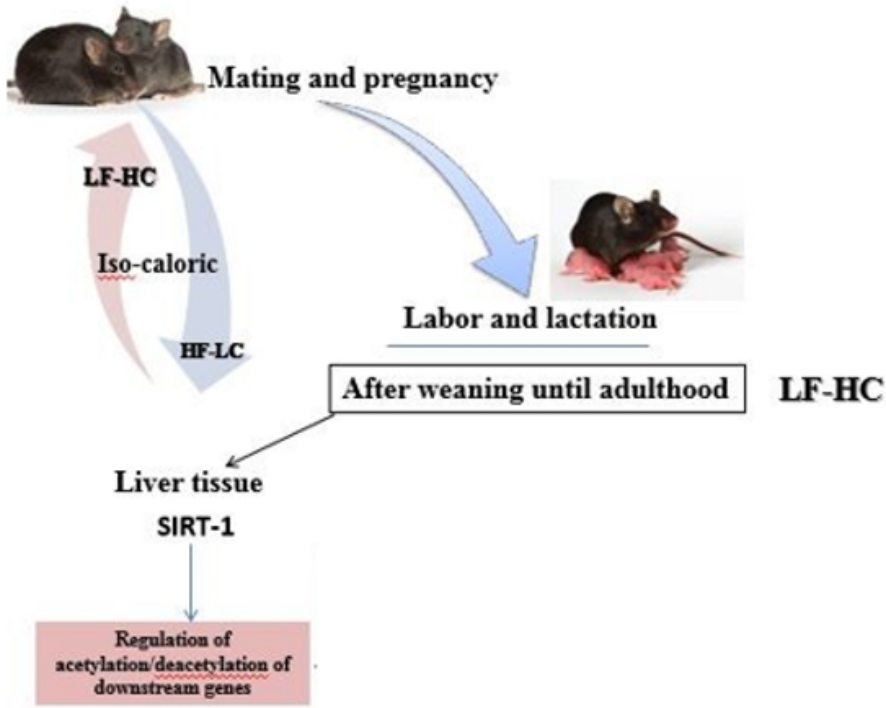 Mating and pregnancy
LF-HC
Iso-caloric
HF-LC
Labor and lactation
After weaning until adulthood
LF-HC
Liver tissue
SIRT-1
Regulation of
acetylation/deacetylation of
downstream genes